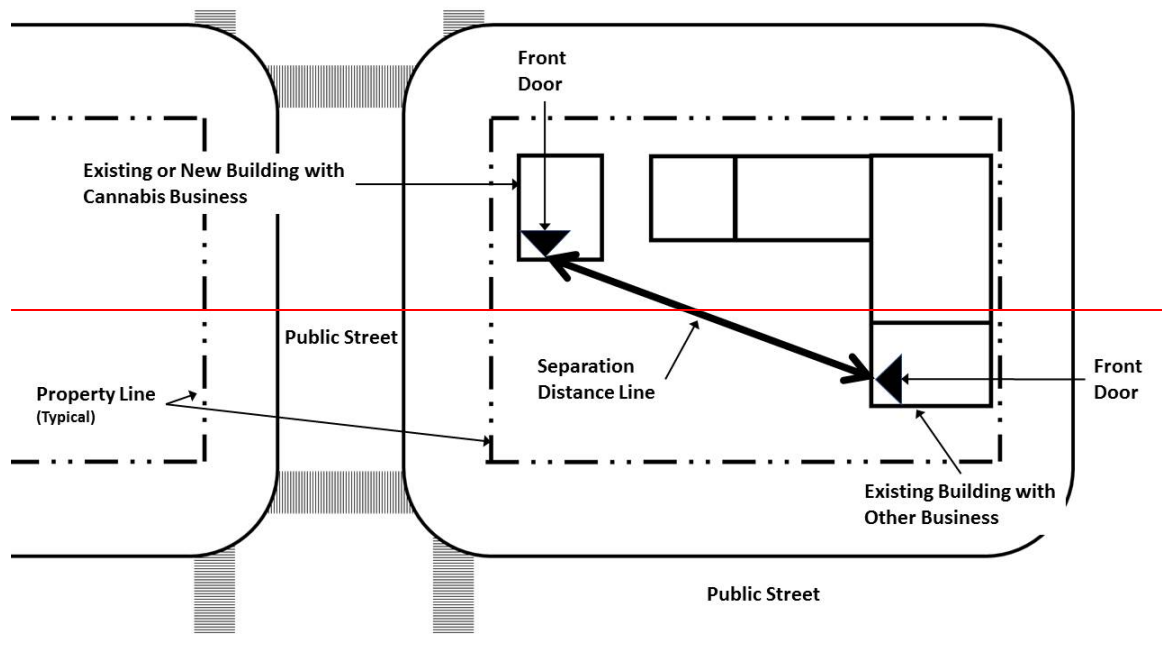 Front
Door
Existing or New Building with
Cannabis Business
Public Street
Separation
Distance Line
Front
Door
Property Line
(Typical)
Existing Building with
Other Business
Public Street